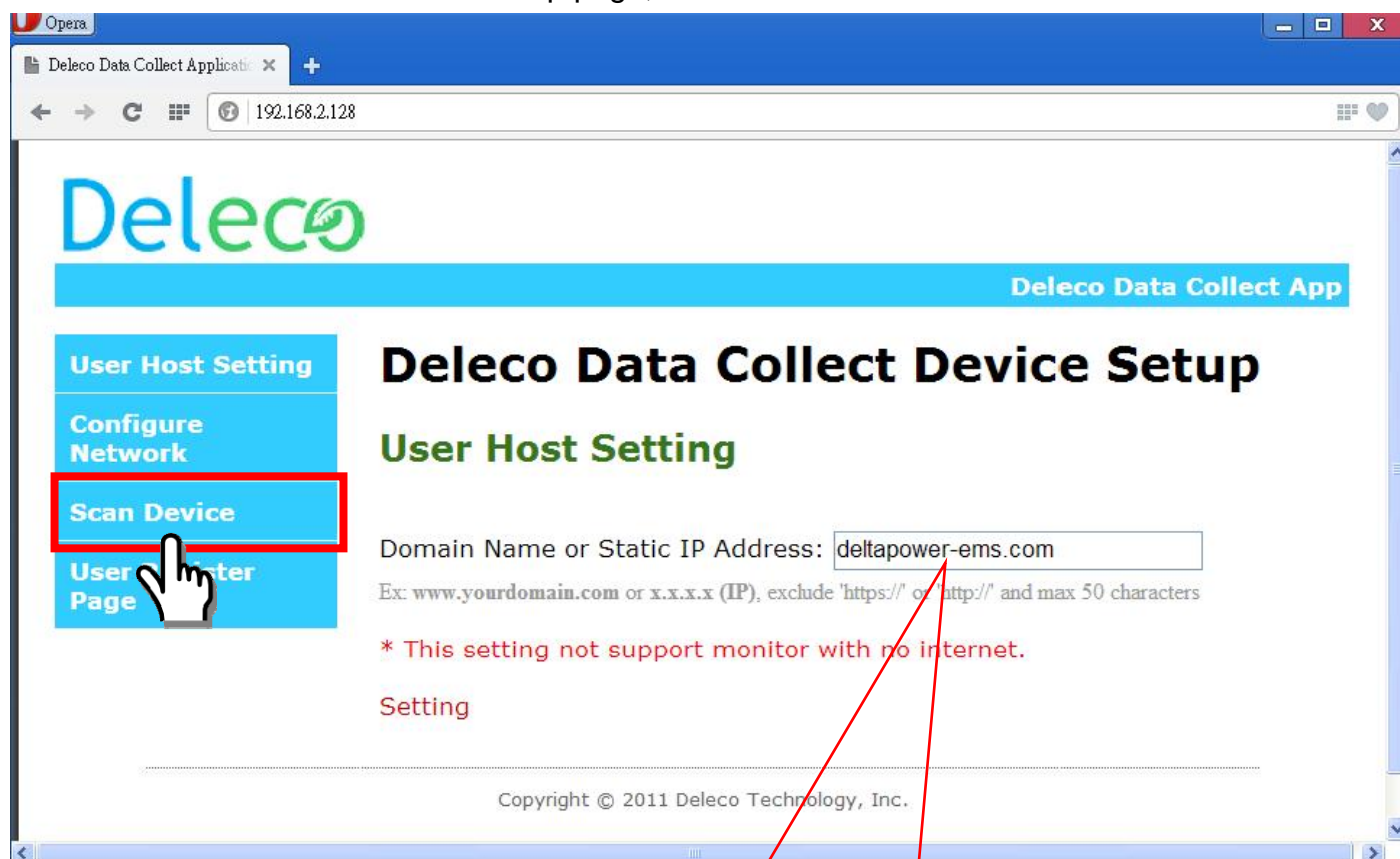 Opera
Deleco Data Collect Applicatio
192.168.2.128
Deleco
Deleco Data Collect App
User Host Setting
Configure
Network
Scan Device
User
Page
Deleco Data Collect Device Setup
User Host Setting
Domain Name or Static IP Address: deltapower-ems.com
Ex: www.yourdomain.com or x.x.x.x (IP), exclude 'https://' or 'http://' and max 50 characters
* This setting not support monitor with no internet.
Setting
Copyright © 2011 Deleco Technology, Inc.